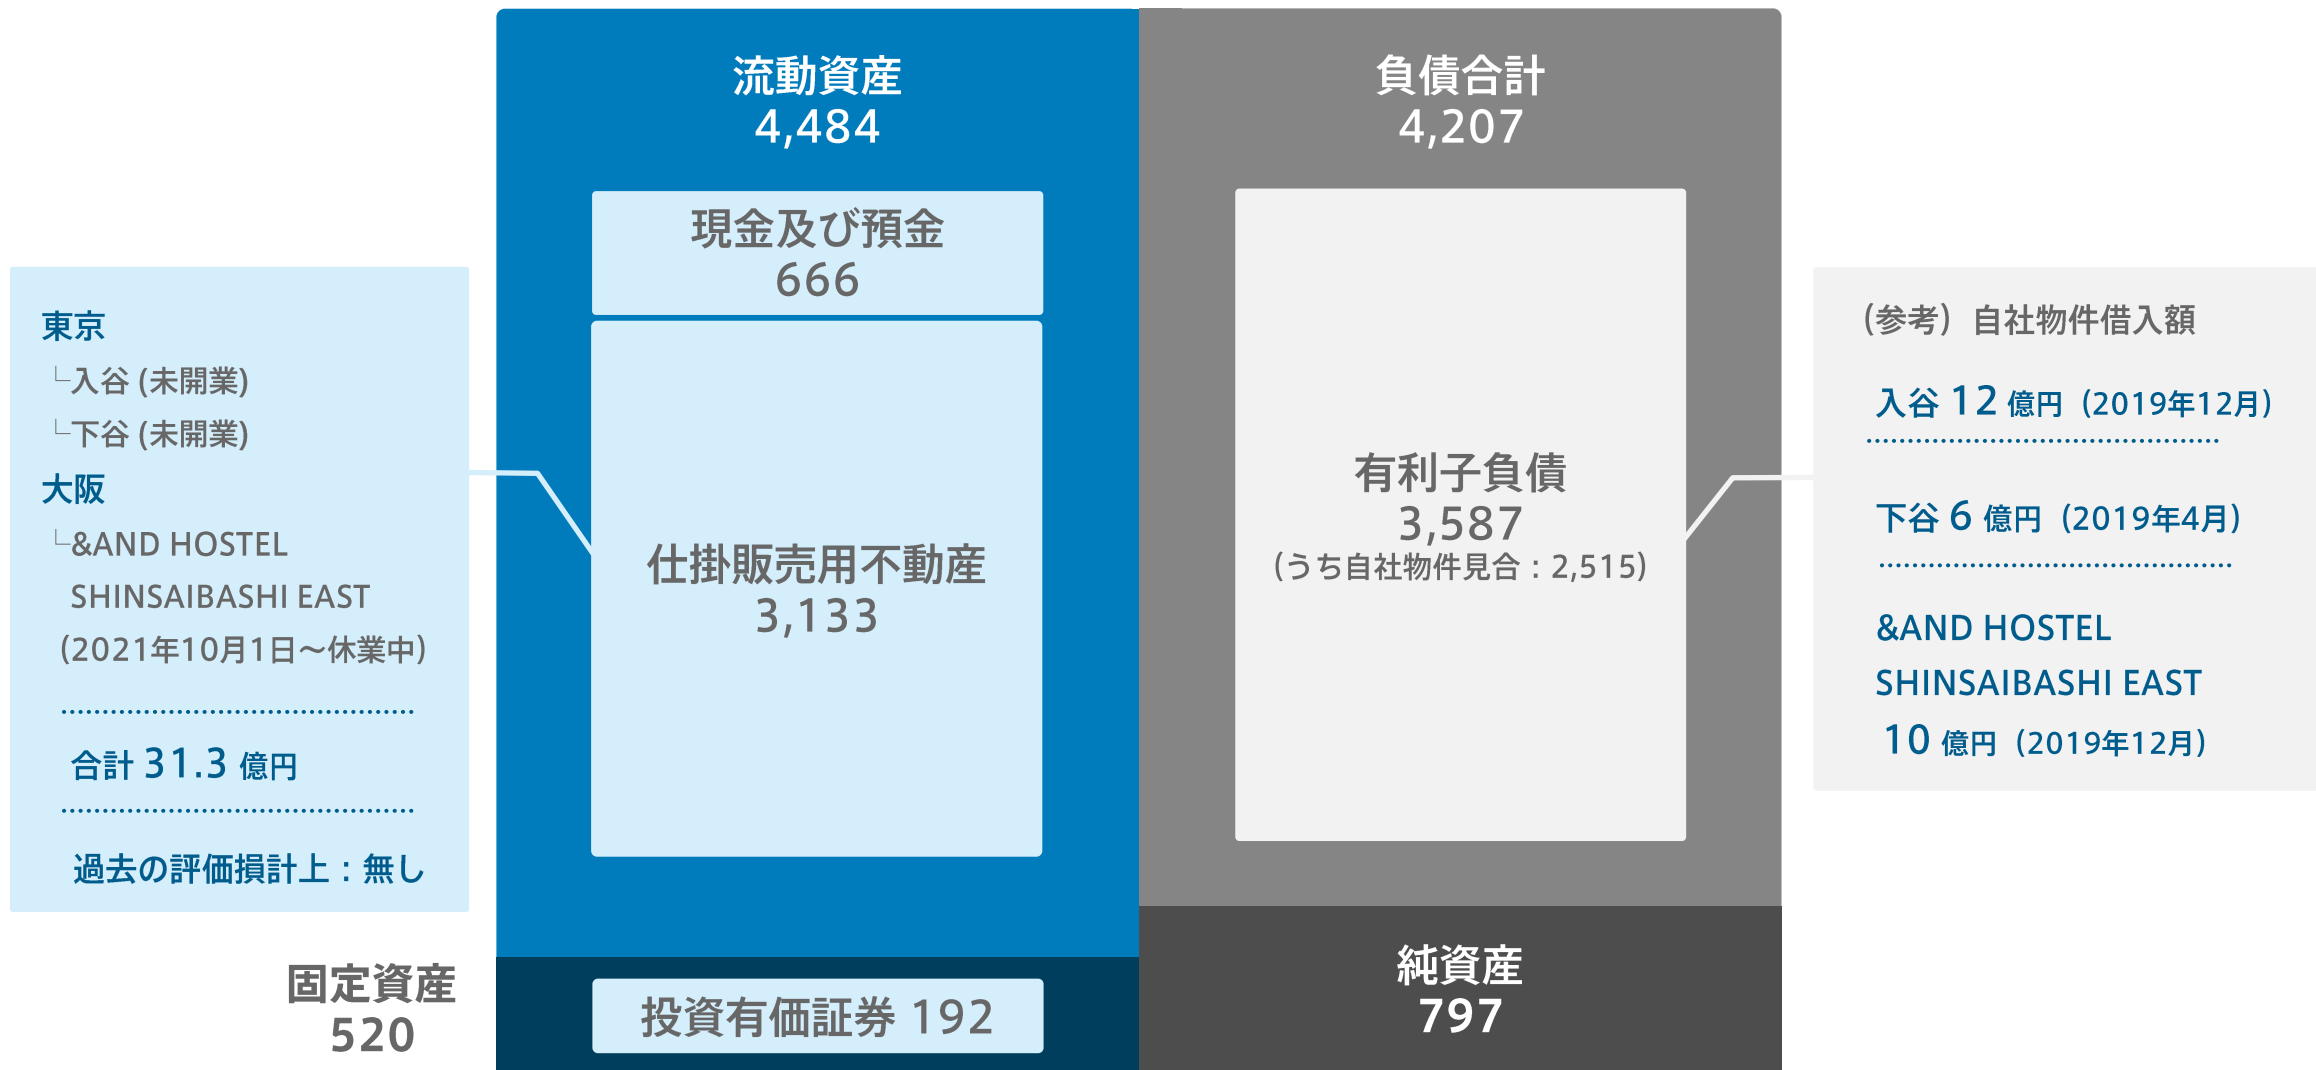 流動資産
4,484
現金及び預金
666
仕掛販売用不動産
3,133
東京
└入谷 (未開業)
└下谷 (未開業)
大阪
└&AND HOSTEL
SHINSAIBASHI EAST
(2021年10月1日～休業中)
合計 31.3 億円
過去の評価損計上：無し
固定資産
520
投資有価証券 192
負債合計
4,207
有利子負債
3,587
(うち自社物件見合：2,515)
純資産
797
(参考) 自社物件借入額
入谷 12 億円 (2019年12月)
下谷 6 億円 (2019年4月)
&AND HOSTEL
SHINSAIBASHI EAST
10 億円 (2019年12月)